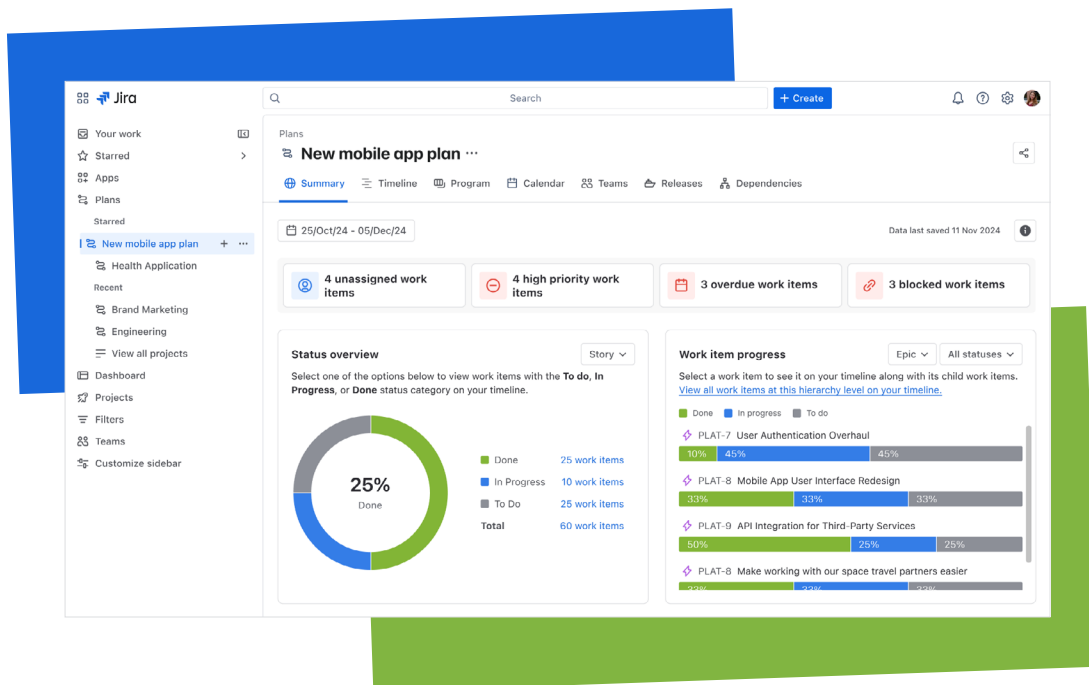 Jira
Search
+ Create
Your work
Starred
Apps
Plans
Starred
New mobile app plan
Health Application
Recent
Brand Marketing
Engineering
View all projects
Dashboard
Projects
Filters
Teams
Customize sidebar
Plans
New mobile app plan
Summary
Timeline
Program
Calendar
Teams
Releases
Dependencies
25/Oct/24 - 05/Dec/24
Data last saved 11 Nov 2024
4 unassigned work
items
4 high priority work
items
3 overdue work items
3 blocked work items
Status overview
Story
Select one of the options below to view work items with the To do, In
Progress, or Done status category on your timeline.
25%
Done
Done 25 work items
In Progress 10 work items
To Do 25 work items
Total 60 work items
Work item progress
Epic
All statuses
Select a work item to see it on your timeline along with its child work items.
View all work items at this hierarchy level on your timeline.
Done In progress To do
PLAT-7 User Authentication Overhaul
10% 45% 45%
PLAT-8 Mobile App User Interface Redesign
33% 33% 33%
PLAT-9 API Integration for Third-Party Services
50% 25% 25%
PLAT-8 Make working with our space travel partners easier
33% 33% 33%